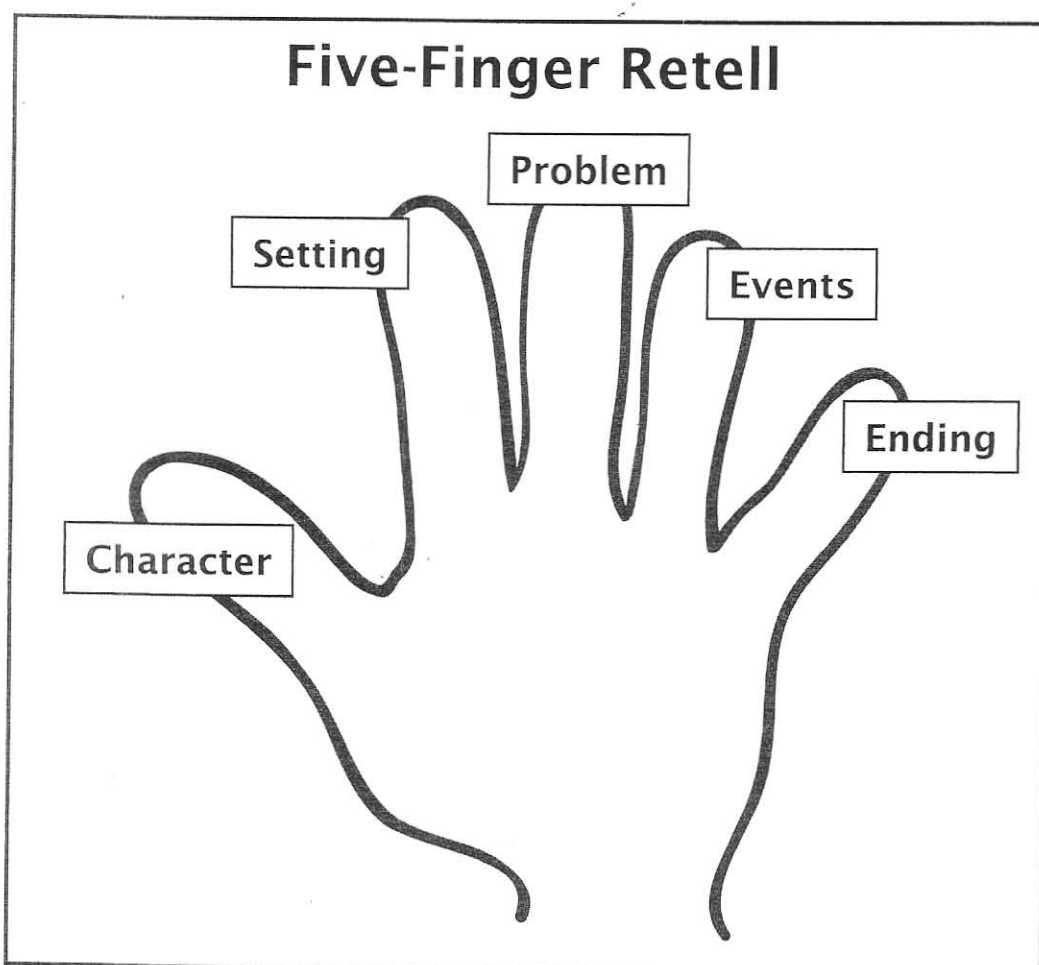 Five-Finger Retell
Problem
Setting
Events
Ending
Character